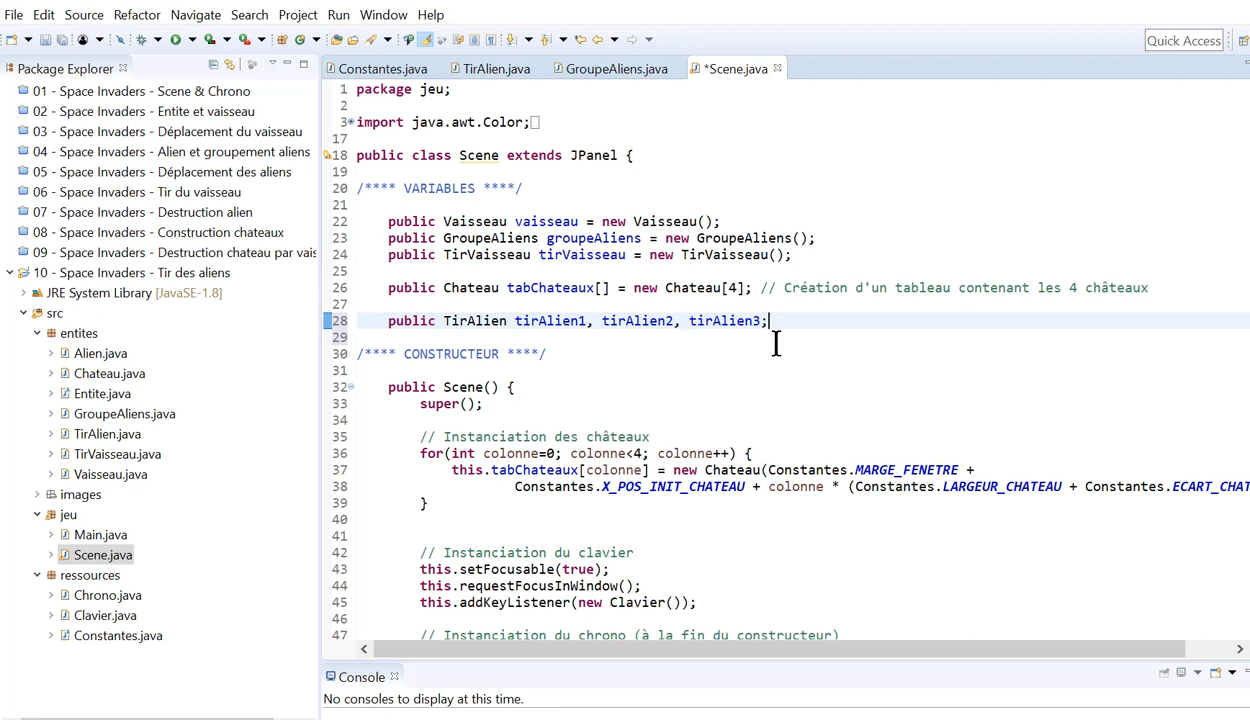 File Edit Source Refactor Navigate Search Project Run Window Help
Quick Access
Package Explorer
Constantes.java TirAlien.java GroupeAliens.java *Scene.java
01 - Space Invaders - Scene & Chrono
02 - Space Invaders - Entite et vaisseau
03 - Space Invaders - Déplacement du vaisseau
04 - Space Invaders - Alien et groupement aliens
05 - Space Invaders - Déplacement des aliens
06 - Space Invaders - Tir du vaisseau
07 - Space Invaders - Destruction alien
08 - Space Invaders - Construction chateaux
09 - Space Invaders - Destruction chateau par vais
10 - Space Invaders - Tir des aliens
JRE System Library [JavaSE-1.8]
src
entites
Alien.java
Chateau.java
Entite.java
GroupeAliens.java
TirAlien.java
TirVaisseau.java
Vaisseau.java
images
jeu
Main.java
Scene.java
ressources
Chrono.java
Clavier.java
Constantes.java
1 package jeu;
2
3 import java.awt.Color;
17
18 public class Scene extends JPanel {
19
20 /**** VARIABLES ****/
21
22 public Vaisseau vaisseau = new Vaisseau();
23 public GroupeAliens groupeAliens = new GroupeAliens();
24 public TirVaisseau tirVaisseau = new TirVaisseau();
25
26 public Chateau tabChateaux[] = new Chateau[4]; // Création d'un tableau contenant les 4 châteaux
27
28 public TirAlien tirAlien1, tirAlien2, tirAlien3;
29
30 /**** CONSTRUCTEUR ****/
31
32 public Scene() {
33 super();
34
35 // Instanciation des châteaux
36 for(int colonne=0; colonne<4; colonne++) {
37 this.tabChateaux[colonne] = new Chateau(Constantes.MARGE_FENETRE +
38 Constantes.X_POS_INIT_CHATEAU + colonne * (Constantes.LARGEUR_CHATEAU + Constantes.ECART_CHAT
39 }
40
41
42 // Instanciation du clavier
43 this.setFocusable(true);
44 this.requestFocusInWindow();
45 this.addKeyListener(new Clavier());
46
47 // Instanciation du chrono (à la fin du constructeur)
Console
No consoles to display at this time.